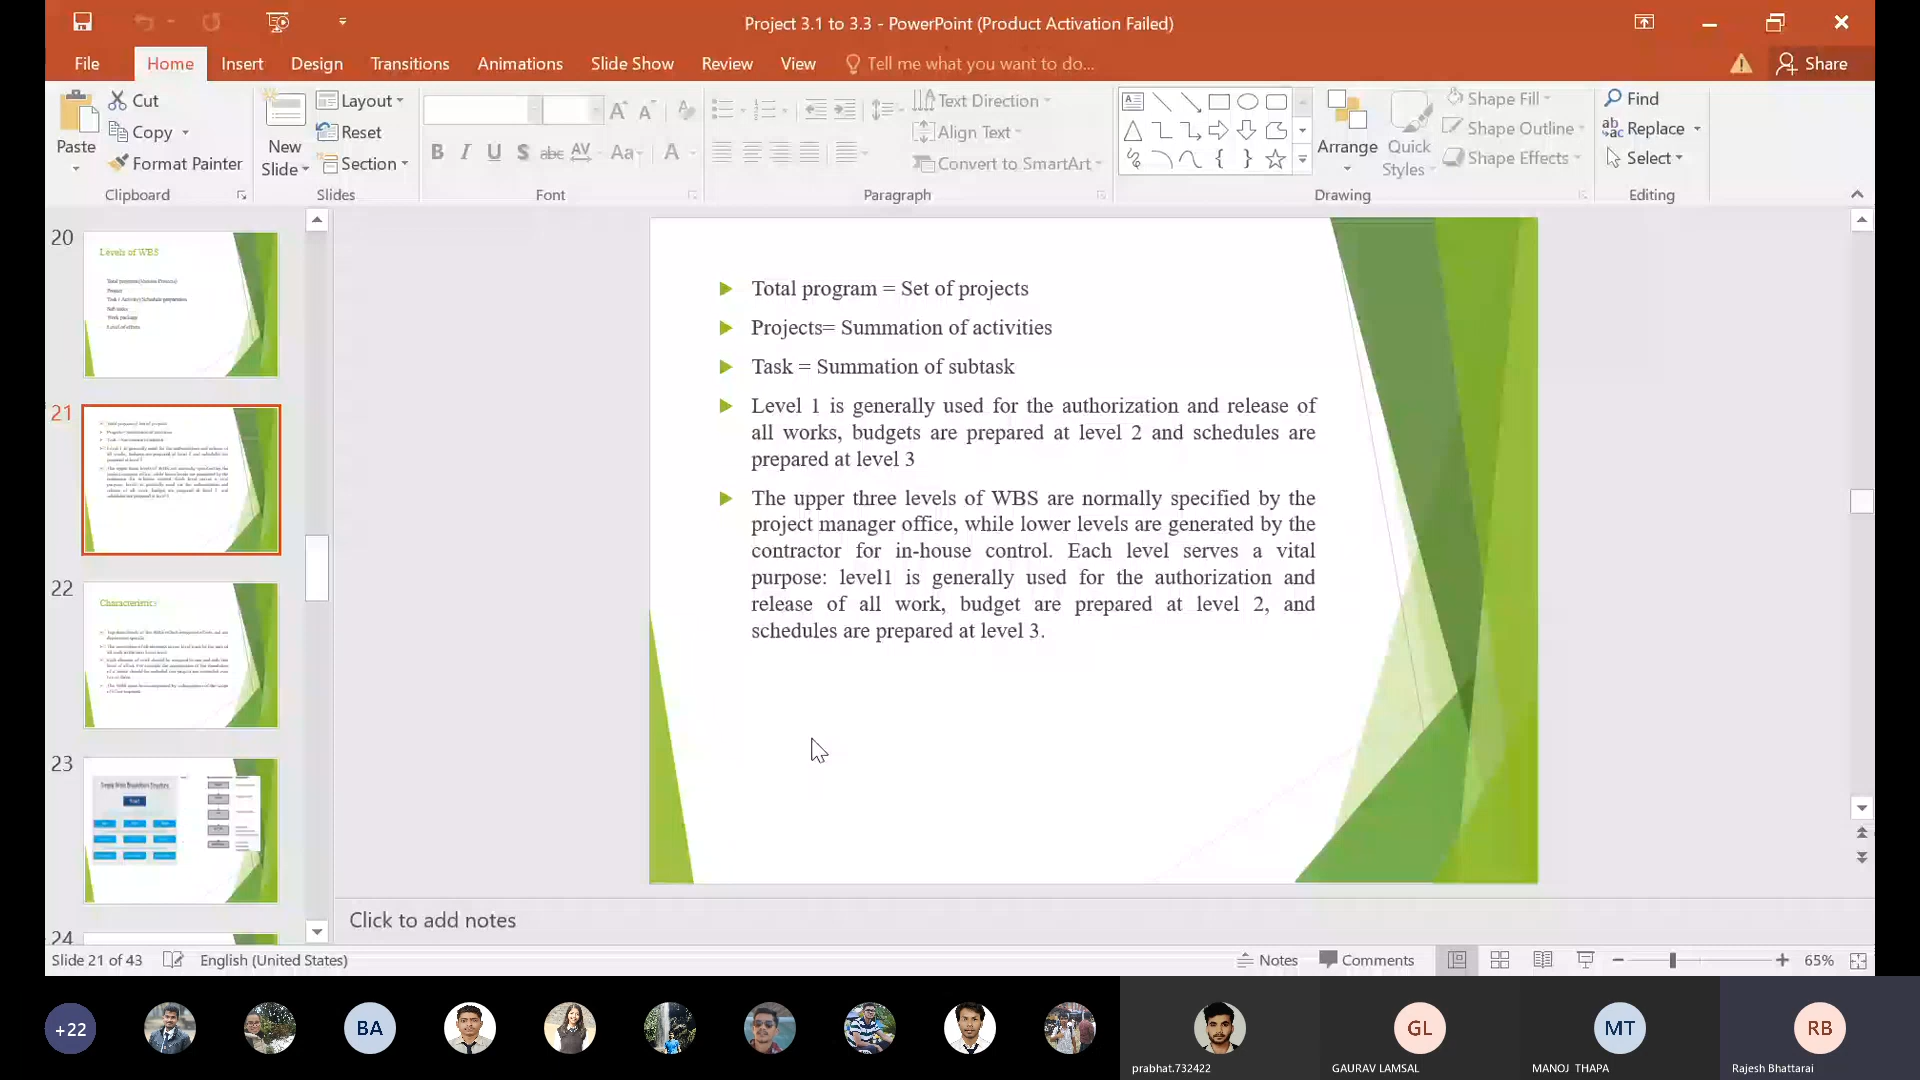 Project 3.1 to 3.3 - PowerPoint (Product Activation Failed)
File Home Insert Design Transitions Animations Slide Show Review View Tell me what you want to do... Share
Paste Cut Copy Format Painter
Clipboard
New Slide Layout Reset Section
Slides
B I U S abc AV Aa A
Font
Text Direction
Align Text
Convert to SmartArt
Paragraph
Arrange Quick Styles
Shape Fill
Shape Outline
Shape Effects
Drawing
Find
Replace
Select
Editing
20
Levels of WBS
21
22
Characteristics
23
24
Total program = Set of projects
Projects= Summation of activities
Task = Summation of subtask
Level 1 is generally used for the authorization and release of
all works, budgets are prepared at level 2 and schedules are
prepared at level 3
The upper three levels of WBS are normally specified by the
project manager office, while lower levels are generated by the
contractor for in-house control. Each level serves a vital
purpose: level1 is generally used for the authorization and
release of all work, budget are prepared at level 2, and
schedules are prepared at level 3.
Click to add notes
Slide 21 of 43 English (United States) Notes Comments 65%
+22 BA GL MT RB
prabhat.732422 GAURAV LAMSAL MANOJ THAPA Rajesh Bhattarai